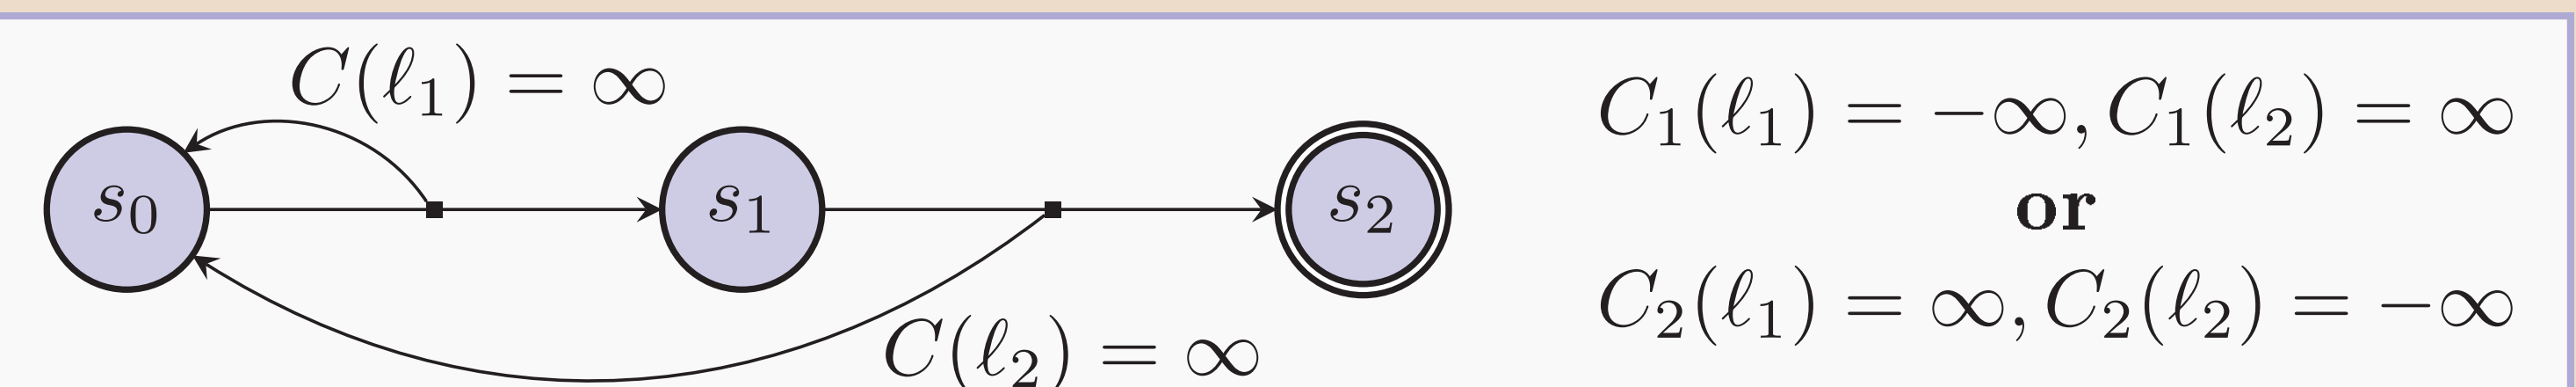 C(ℓ₁) = ∞
s₀ s₁ s₂
C(ℓ₂) = ∞
C₁(ℓ₁) = −∞, C₁(ℓ₂) = ∞
or
C₂(ℓ₁) = ∞, C₂(ℓ₂) = −∞